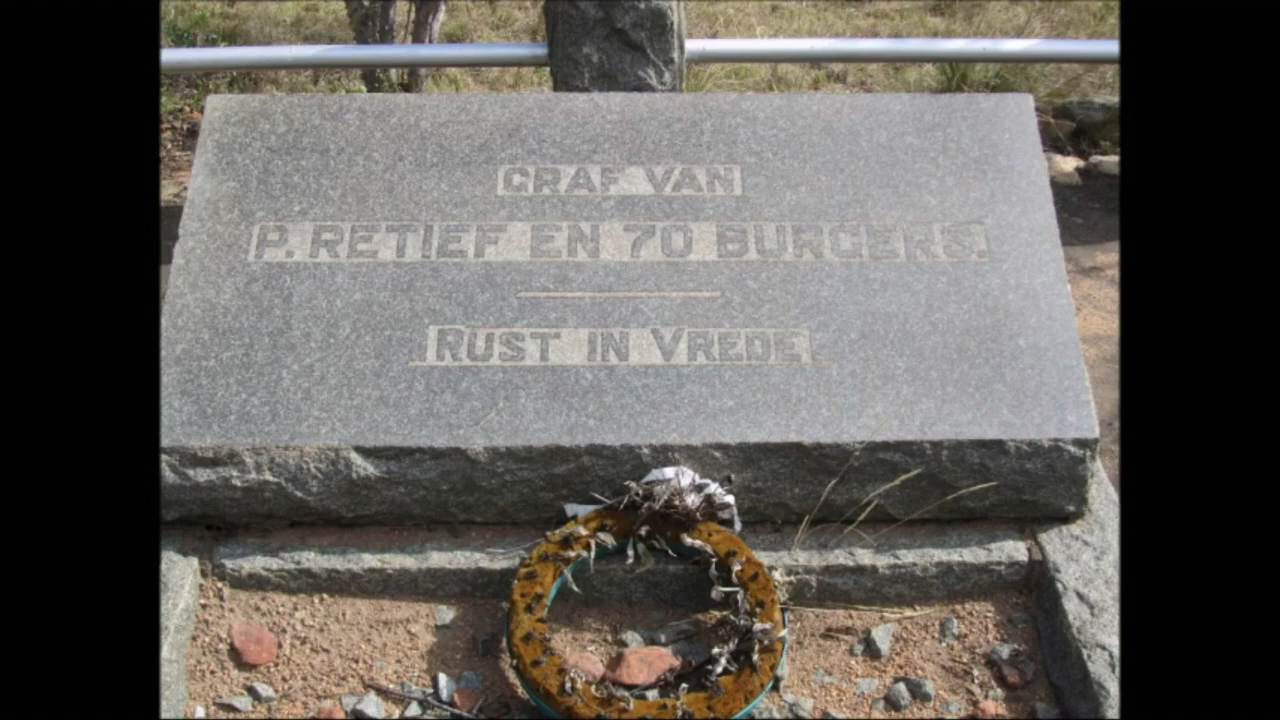 GRAF VAN
P. RETIEF EN 70 BURGERS.
RUST IN VREDE.